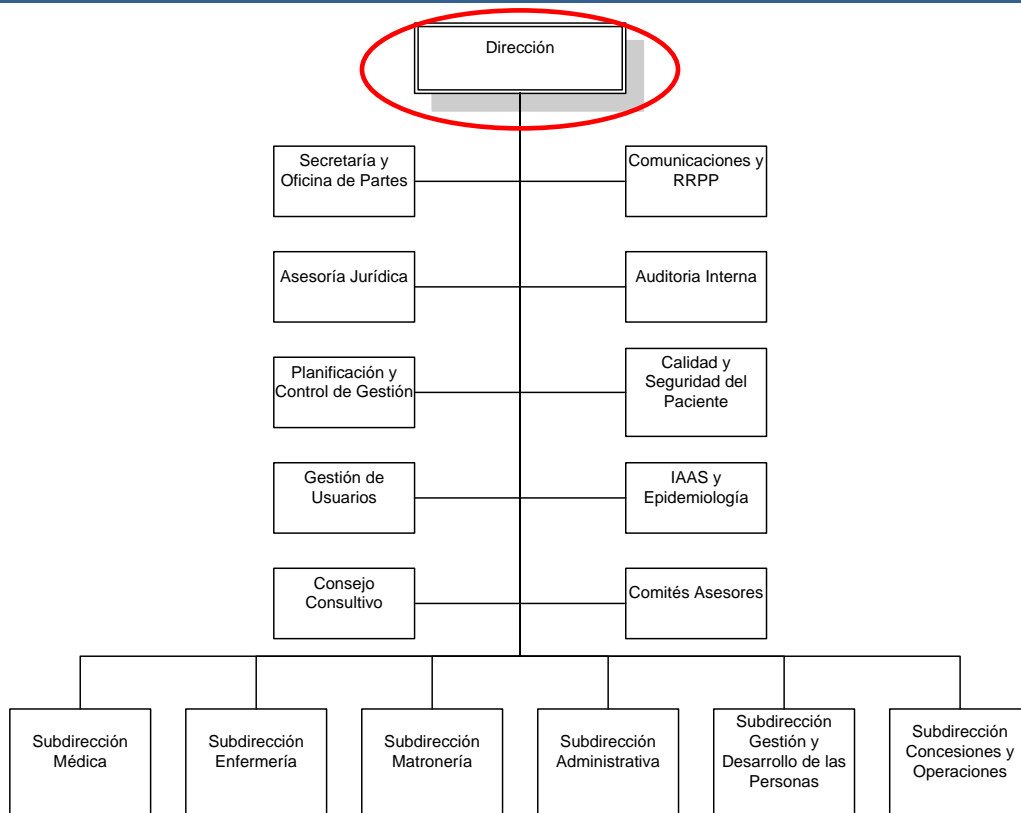 Dirección
Secretaría y
Oficina de Partes
Comunicaciones y
RRPP
Asesoría Jurídica
Auditoria Interna
Planificación y
Control de Gestión
Calidad y
Seguridad del
Paciente
Gestión de
Usuarios
IAAS y
Epidemiología
Consejo
Consultivo
Comités Asesores
Subdirección
Médica
Subdirección
Enfermería
Subdirección
Matronería
Subdirección
Administrativa
Subdirección
Gestión y
Desarrollo de las
Personas
Subdirección
Concesiones y
Operaciones